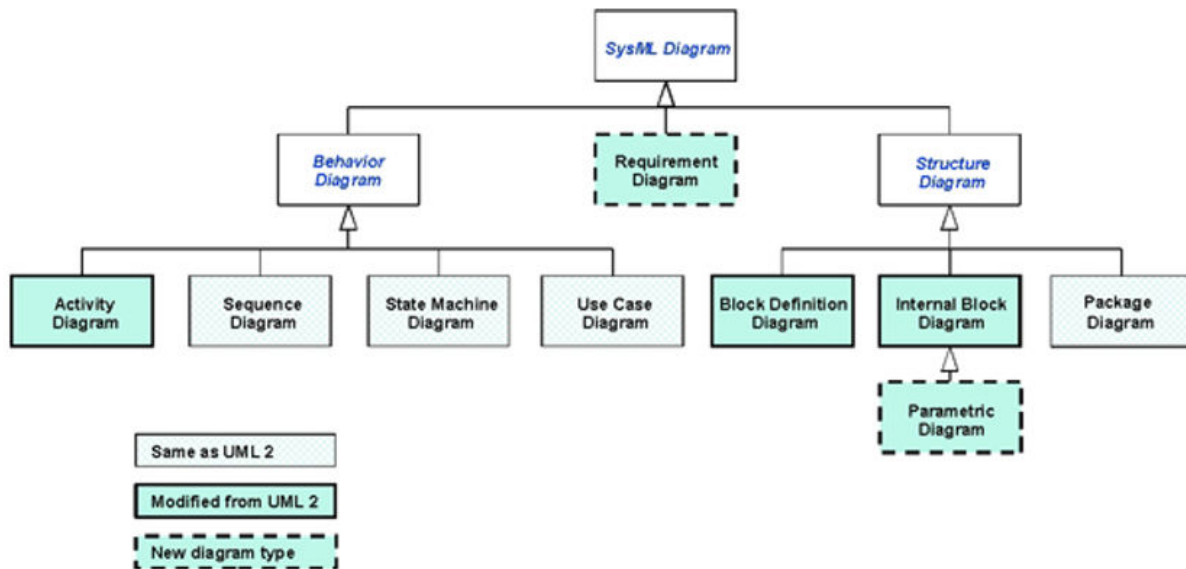 SysML Diagram
Behavior
Diagram
Requirement
Diagram
Structure
Diagram
Activity
Diagram
Sequence
Diagram
State Machine
Diagram
Use Case
Diagram
Block Definition
Diagram
Internal Block
Diagram
Package
Diagram
Parametric
Diagram
Same as UML 2
Modified from UML 2
New diagram type